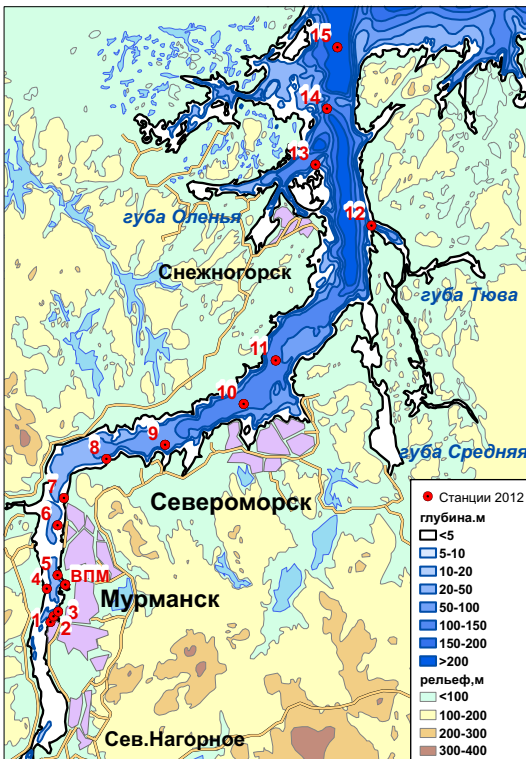 15
14
13
губа Оленья
12
Снежногорск
губа Тюва
11
10
9
8
губа Средняя
7
Североморск
6
5
ВПМ
4
Мурманск
3
1
2
Сев.Нагорное
Станции 2012
глубина.м
<5
5-10
10-20
20-50
50-100
100-150
150-200
>200
рельеф,м
<100
100-200
200-300
300-400